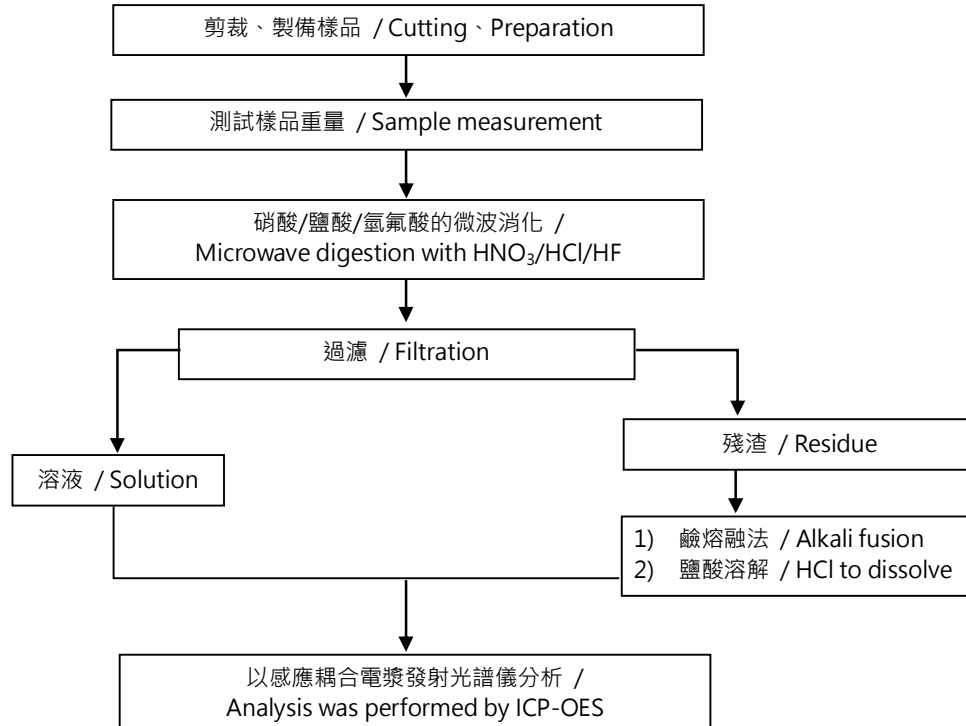 剪裁、製備樣品 / Cutting、Preparation
測試樣品重量 / Sample measurement
硝酸/鹽酸/氫氟酸的微波消化 /
Microwave digestion with HNO₃/HCl/HF
過濾 / Filtration
溶液 / Solution
殘渣 / Residue
1) 鹼熔融法 / Alkali fusion
2) 鹽酸溶解 / HCl to dissolve
以感應耦合電漿發射光譜儀分析 /
Analysis was performed by ICP-OES